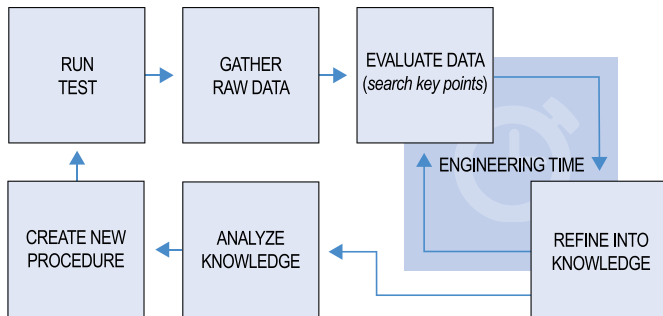 RUN
TEST
GATHER
RAW DATA
EVALUATE DATA
(search key points)
ENGINEERING TIME
CREATE NEW
PROCEDURE
ANALYZE
KNOWLEDGE
REFINE INTO
KNOWLEDGE